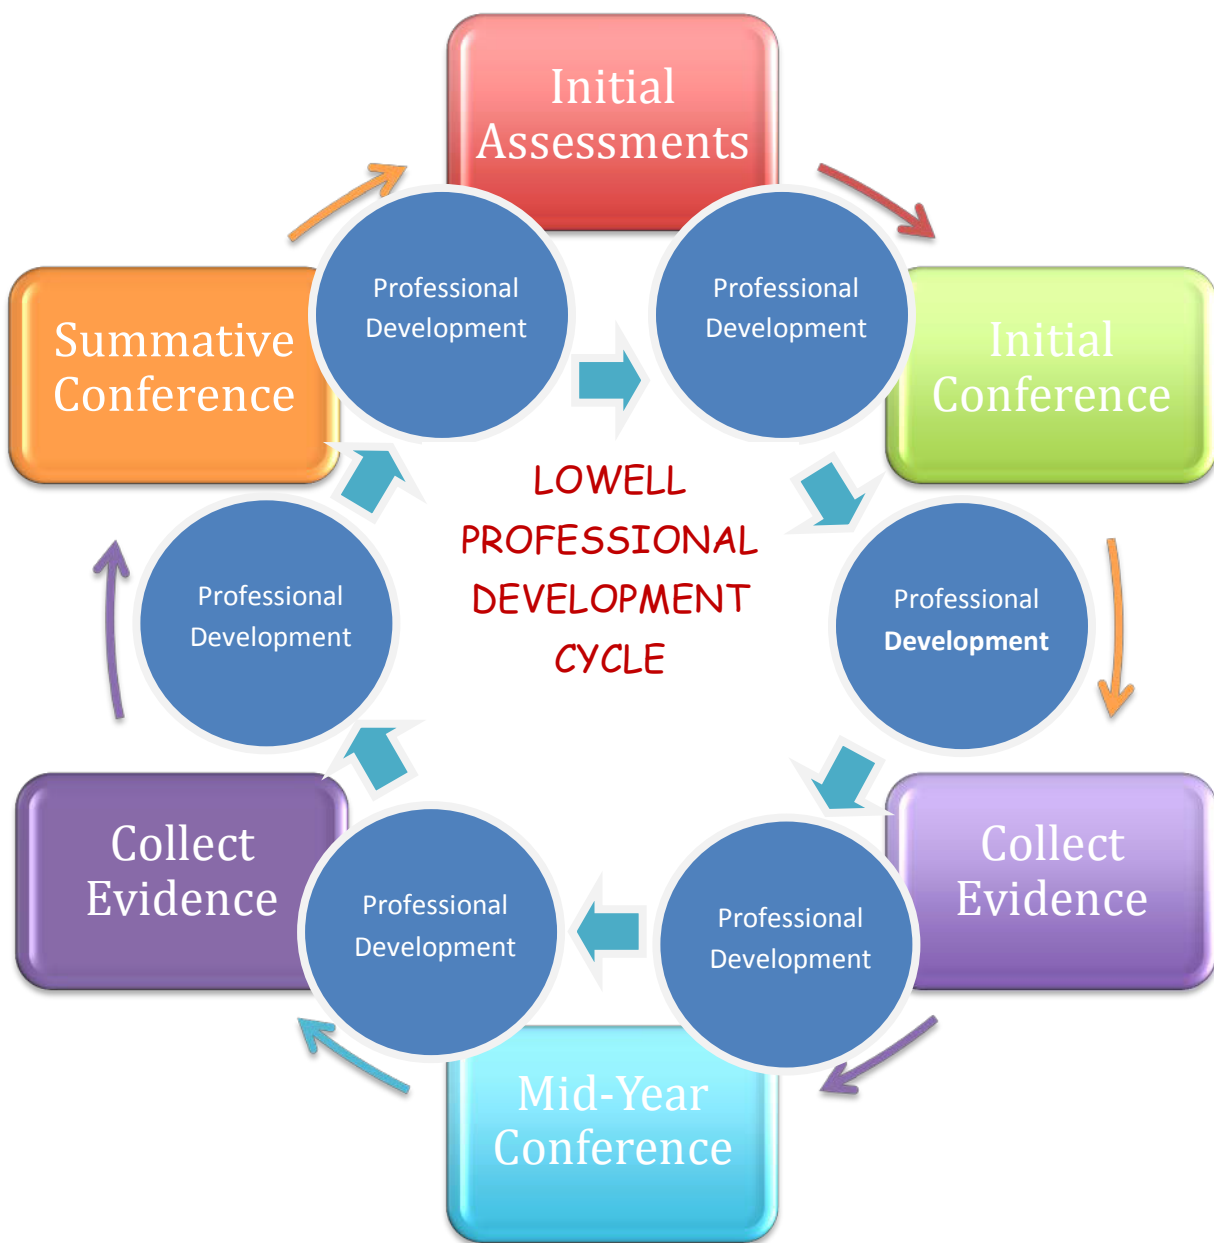 Initial
Assessments
Professional
Development
Professional
Development
Summative
Conference
Initial
Conference
LOWELL
PROFESSIONAL
DEVELOPMENT
CYCLE
Professional
Development
Professional
Development
Collect
Evidence
Collect
Evidence
Professional
Development
Professional
Development
Mid-Year
Conference